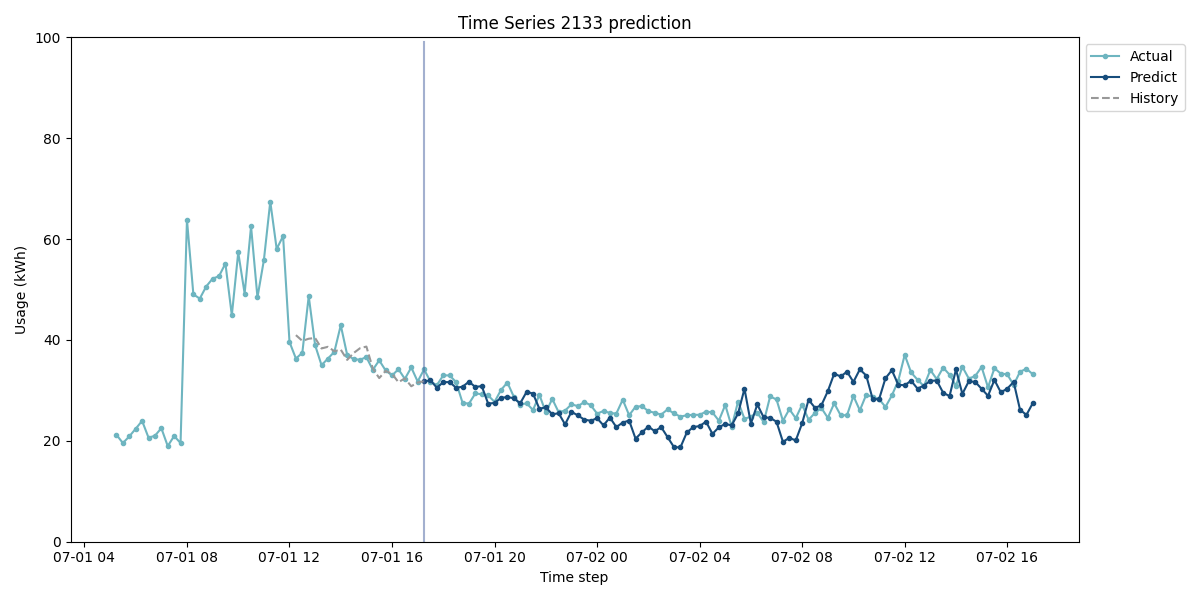 Time Series 2133 prediction
Usage (kWh)
100
80
60
40
20
0
07-01 04
07-01 08
07-01 12
07-01 16
07-01 20
07-02 00
07-02 04
07-02 08
07-02 12
07-02 16
Time step
Actual
Predict
History